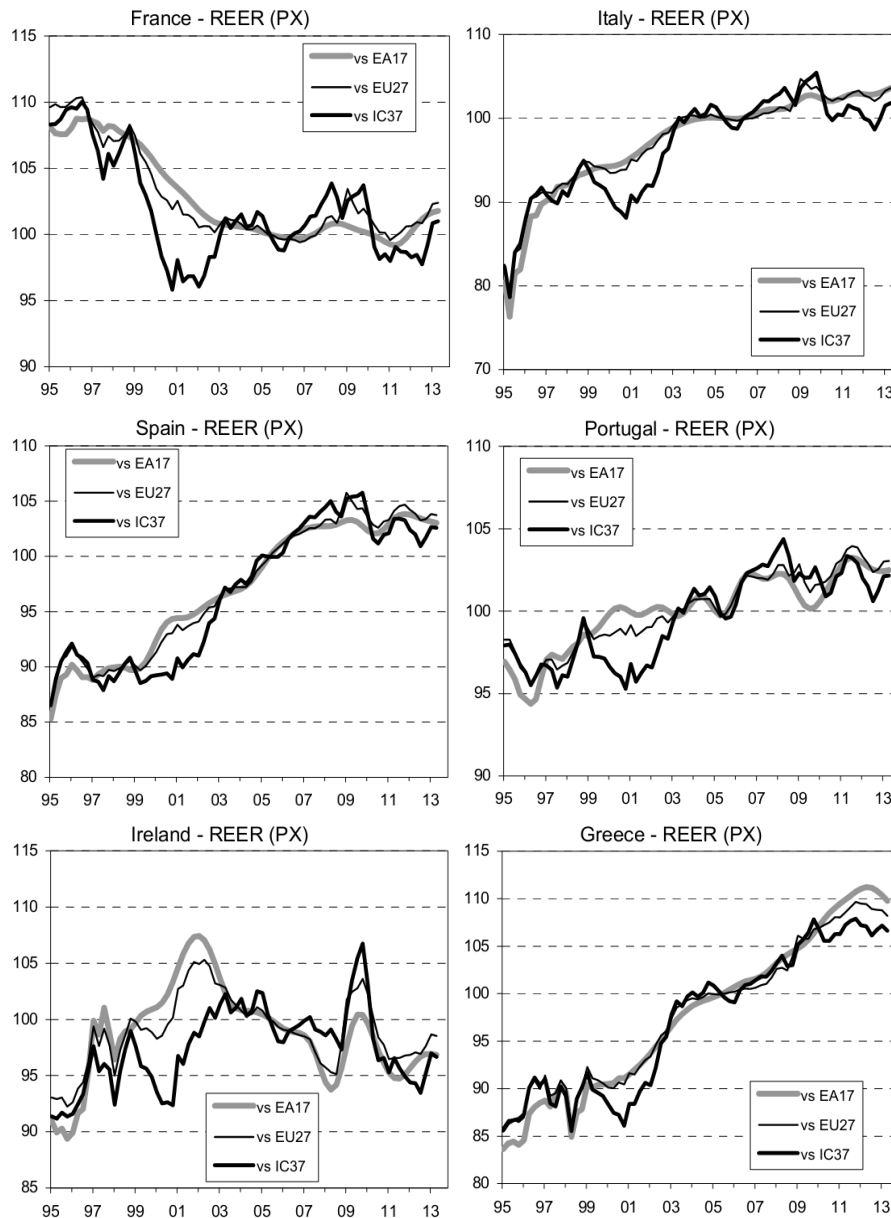 France - REER (PX)
vs EA17
vs EU27
vs IC37
115
110
105
100
95
90
95 97 99 01 03 05 07 09 11 13
Italy - REER (PX)
110
100
90
80
70
vs EA17
vs EU27
vs IC37
95 97 99 01 03 05 07 09 11 13
Spain - REER (PX)
vs EA17
vs EU27
vs IC37
110
105
100
95
90
85
80
95 97 99 01 03 05 07 09 11 13
Portugal - REER (PX)
vs EA17
vs EU27
vs IC37
110
105
100
95
90
95 97 99 01 03 05 07 09 11 13
Ireland - REER (PX)
115
110
105
100
95
90
85
vs EA17
vs EU27
vs IC37
95 97 99 01 03 05 07 09 11 13
Greece - REER (PX)
115
110
105
100
95
90
85
80
vs EA17
vs EU27
vs IC37
95 97 99 01 03 05 07 09 11 13